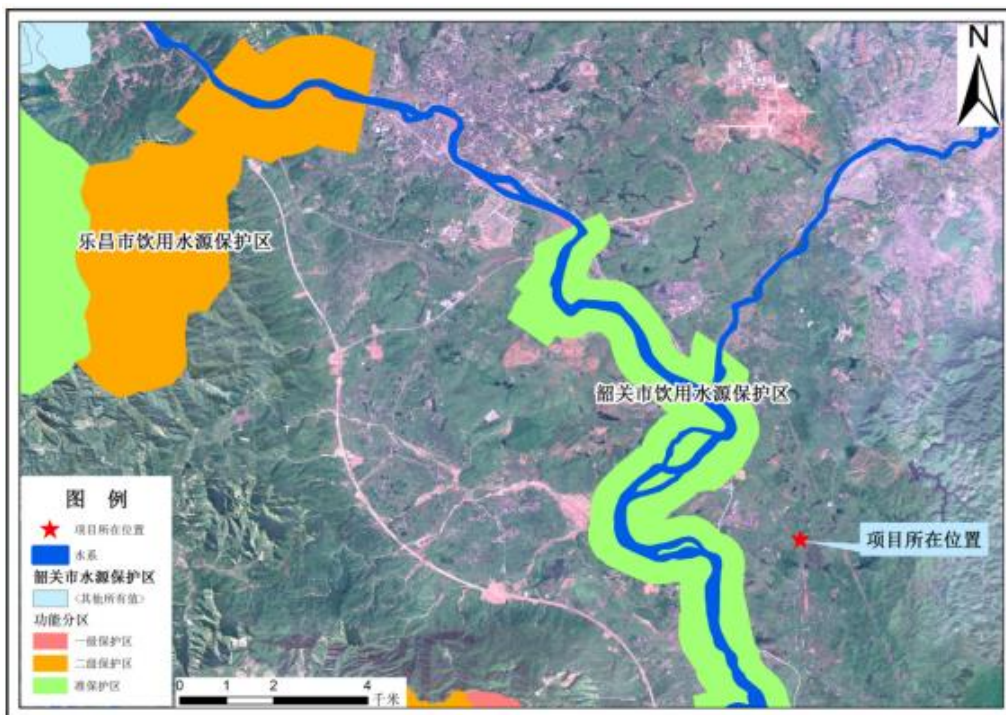 N
乐昌市饮用水源保护区
韶关市饮用水源保护区
项目所在位置
图 例
项目所在位置
水系
韶关市水源保护区
<其他所有值>
功能分区
一级保护区
二级保护区
准保护区
0 1 2 4
千米